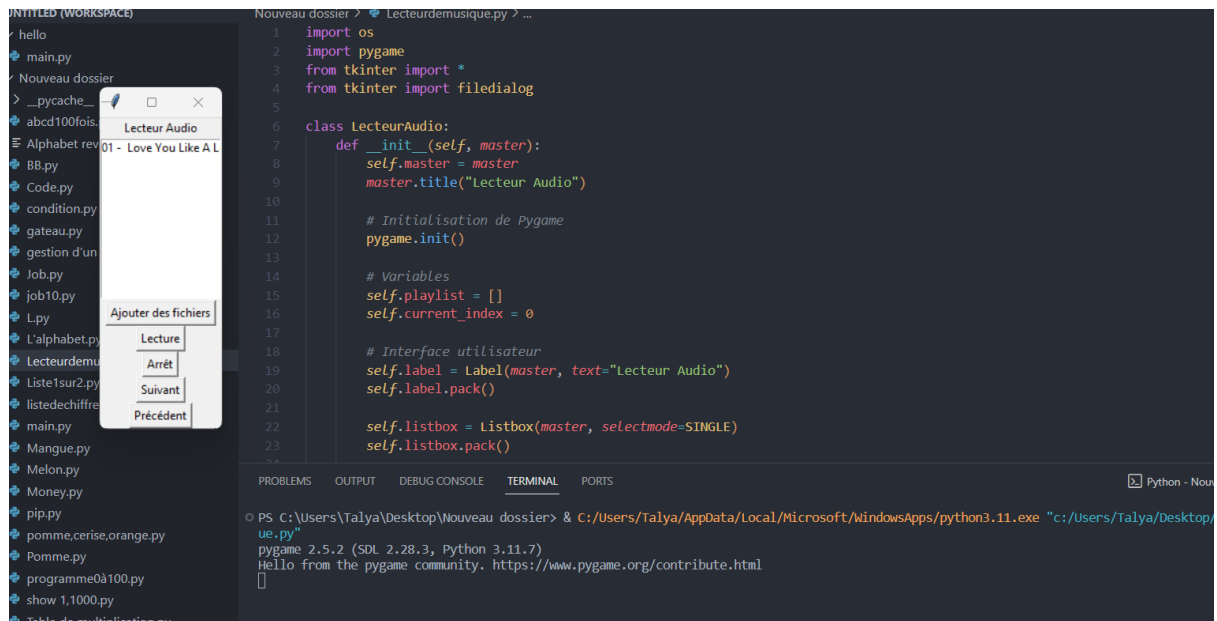 UNTITLED (WORKSPACE)
hello
main.py
Nouveau dossier
__pycache__
abcd100fois.
Alphabet rev
BB.py
Code.py
condition.py
gateau.py
gestion d'un
Job.py
job10.py
L.py
L'alphabet.py
Lecteurdemu
Liste1sur2.py
listedechiffre
main.py
Mangue.py
Melon.py
Money.py
pip.py
pomme,cerise,orange.py
Pomme.py
programme0à100.py
show 1,1000.py
Table de multiplication.py
Lecteur Audio
01 - Love You Like A L
Ajouter des fichiers
Lecture
Arrêt
Suivant
Précédent
Nouveau dossier > Lecteurdemusique.py > ...
1 import os
2 import pygame
3 from tkinter import *
4 from tkinter import filedialog
5
6 class LecteurAudio:
7 def __init__(self, master):
8 self.master = master
9 master.title("Lecteur Audio")
10
11 # Initialisation de Pygame
12 pygame.init()
13
14 # Variables
15 self.playlist = []
16 self.current_index = 0
17
18 # Interface utilisateur
19 self.label = Label(master, text="Lecteur Audio")
20 self.label.pack()
21
22 self.listbox = Listbox(master, selectmode=SINGLE)
23 self.listbox.pack()
24
PROBLEMS OUTPUT DEBUG CONSOLE TERMINAL PORTS
Python - Nouv
PS C:\Users\Talya\Desktop\Nouveau dossier> & C:/Users/Talya/AppData/Local/Microsoft/WindowsApps/python3.11.exe "c:/Users/Talya/Desktop/
ue.py"
pygame 2.5.2 (SDL 2.28.3, Python 3.11.7)
Hello from the pygame community. https://www.pygame.org/contribute.html